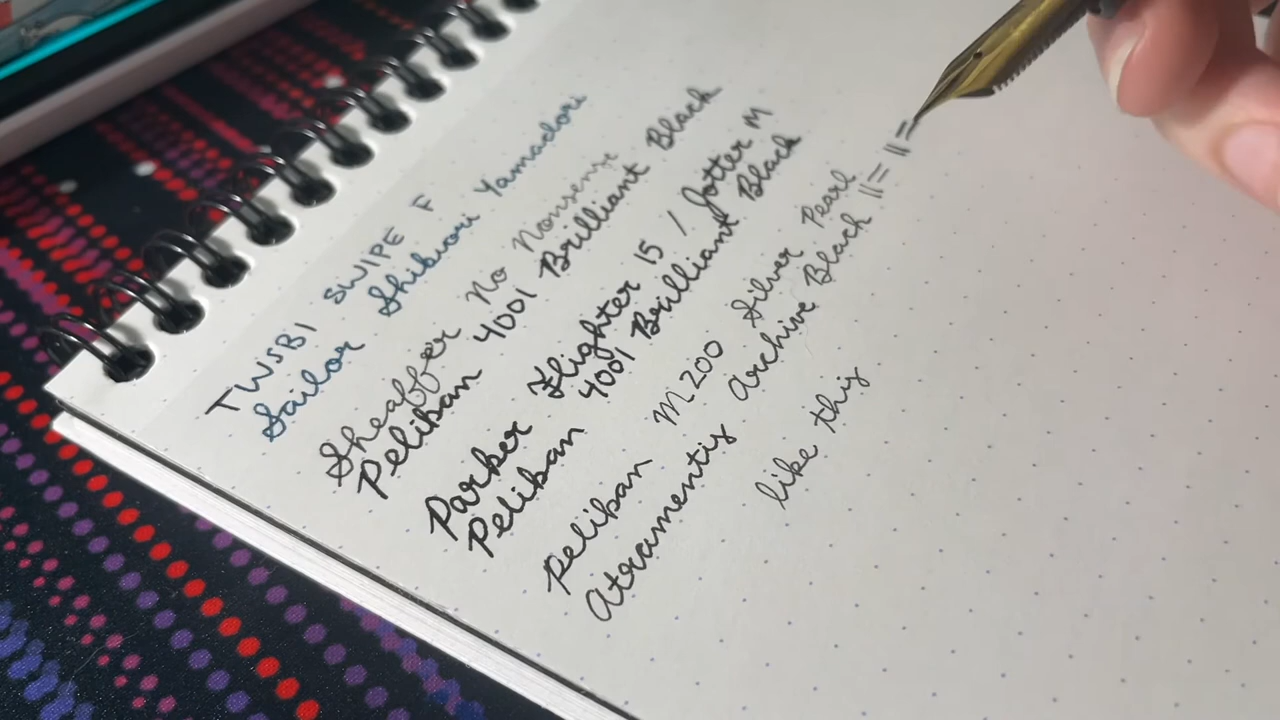 TWSBI SWIPE F
Sailor Shikiori Yamadori
Sheaffer No Nonsense
Pelikan 4001 Brilliant Black
Parker Flighter 15 / Jotter M
Pelikan 4001 Brilliant Black
Pelikan M200 Silver Pearl
Atramentis Archive Black || = || =
like this